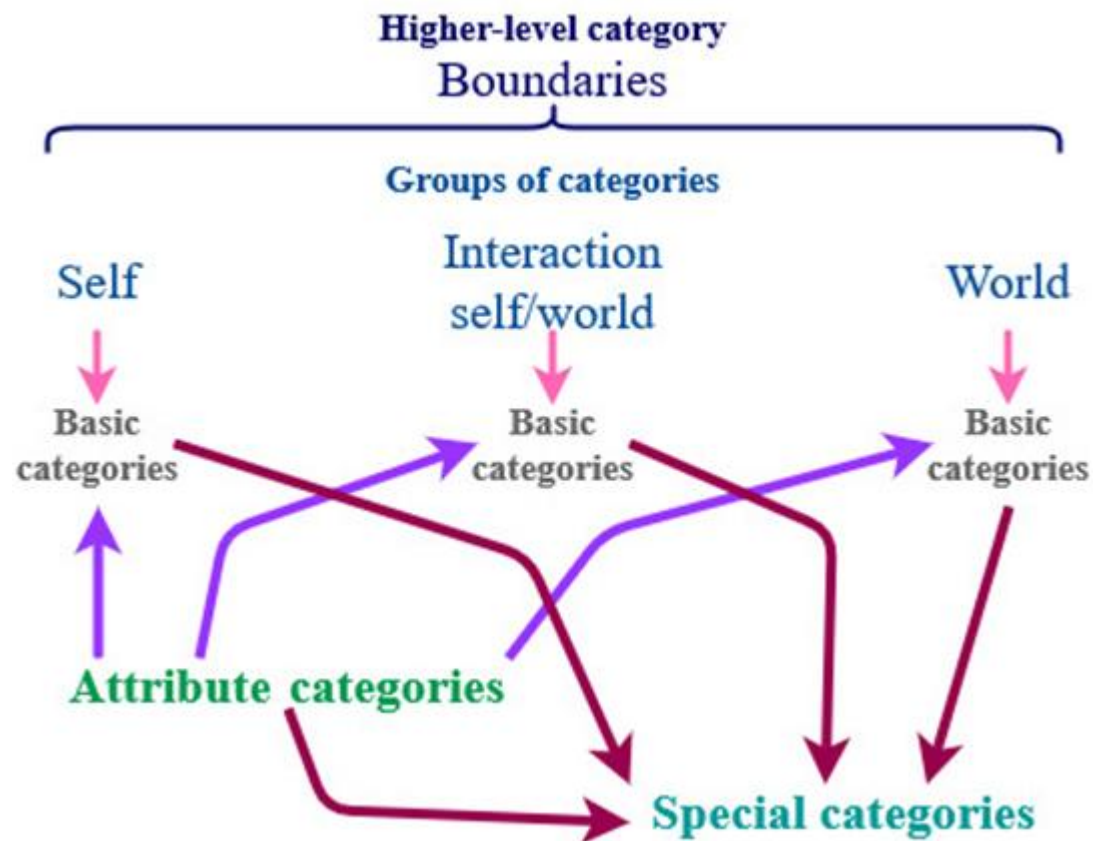 Higher-level category
Boundaries
Groups of categories
Self
Interaction
self/world
World
Basic
categories
Basic
categories
Basic
categories
Attribute categories
Special categories